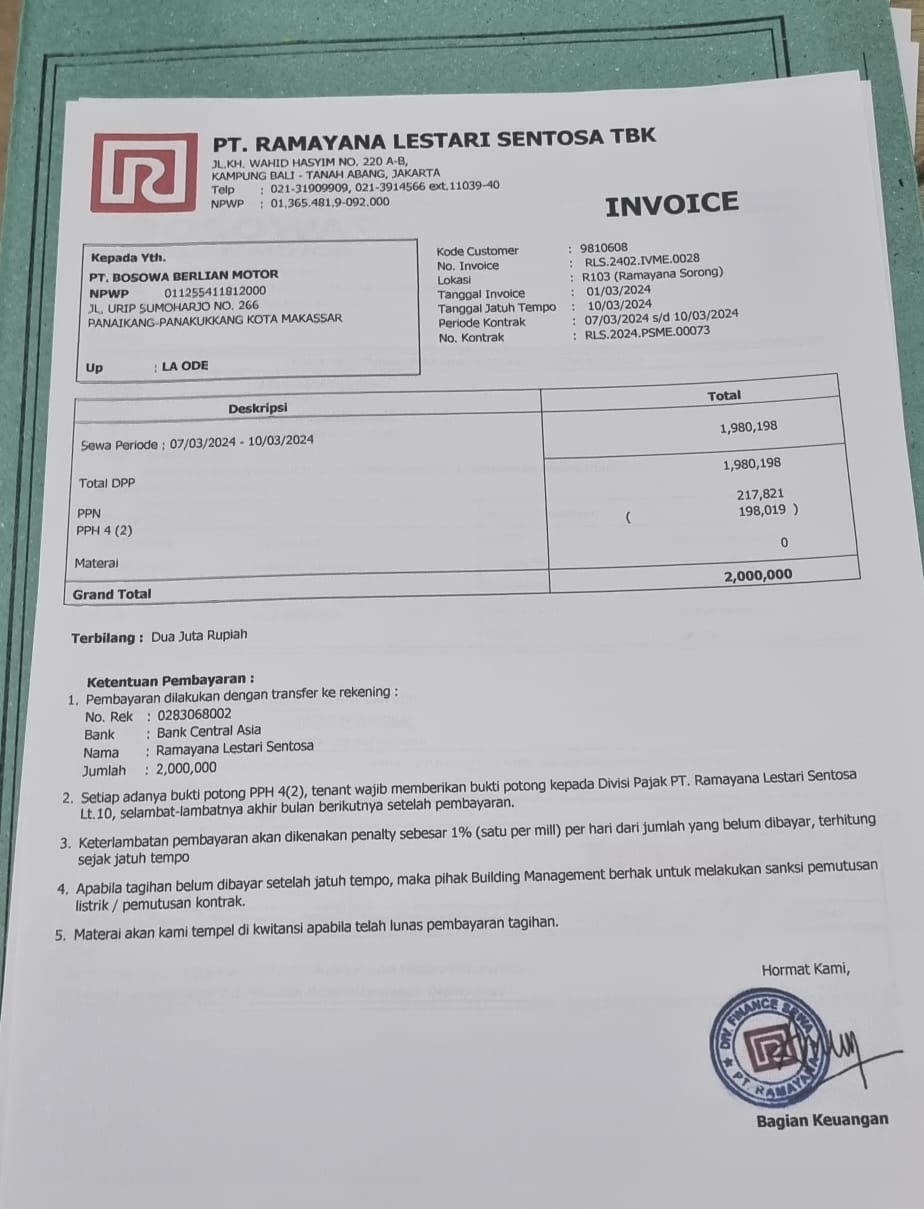 PT. RAMAYANA LESTARI SENTOSA TBK
JL.KH. WAHID HASYIM NO. 220 A-B,
KAMPUNG BALI - TANAH ABANG, JAKARTA
Telp : 021-31909909, 021-3914566 ext.11039-40
NPWP : 01.365.481.9-092.000
INVOICE
Kepada Yth.
PT. BOSOWA BERLIAN MOTOR
NPWP 011255411812000
JL. URIP SUMOHARJO NO. 266
PANAIKANG-PANAKUKKANG KOTA MAKASSAR
Up : LA ODE
Kode Customer : 9810608
No. Invoice : RLS.2402.IVME.0028
Lokasi : R103 (Ramayana Sorong)
Tanggal Invoice : 01/03/2024
Tanggal Jatuh Tempo : 10/03/2024
Periode Kontrak : 07/03/2024 s/d 10/03/2024
No. Kontrak : RLS.2024.PSME.00073
Deskripsi Total
Sewa Periode ; 07/03/2024 - 10/03/2024 1,980,198
Total DPP 1,980,198
PPN 217,821
PPH 4 (2) ( 198,019 )
Materai 0
Grand Total 2,000,000
Terbilang : Dua Juta Rupiah
Ketentuan Pembayaran :
1. Pembayaran dilakukan dengan transfer ke rekening :
No. Rek : 0283068002
Bank : Bank Central Asia
Nama : Ramayana Lestari Sentosa
Jumlah : 2,000,000
2. Setiap adanya bukti potong PPH 4(2), tenant wajib memberikan bukti potong kepada Divisi Pajak PT. Ramayana Lestari Sentosa
Lt.10, selambat-lambatnya akhir bulan berikutnya setelah pembayaran.
3. Keterlambatan pembayaran akan dikenakan penalty sebesar 1% (satu per mill) per hari dari jumlah yang belum dibayar, terhitung
sejak jatuh tempo
4. Apabila tagihan belum dibayar setelah jatuh tempo, maka pihak Building Management berhak untuk melakukan sanksi pemutusan
listrik / pemutusan kontrak.
5. Materai akan kami tempel di kwitansi apabila telah lunas pembayaran tagihan.
Hormat Kami,
DIV. FINANCE SEWA
PT. RAMAYANA
Bagian Keuangan